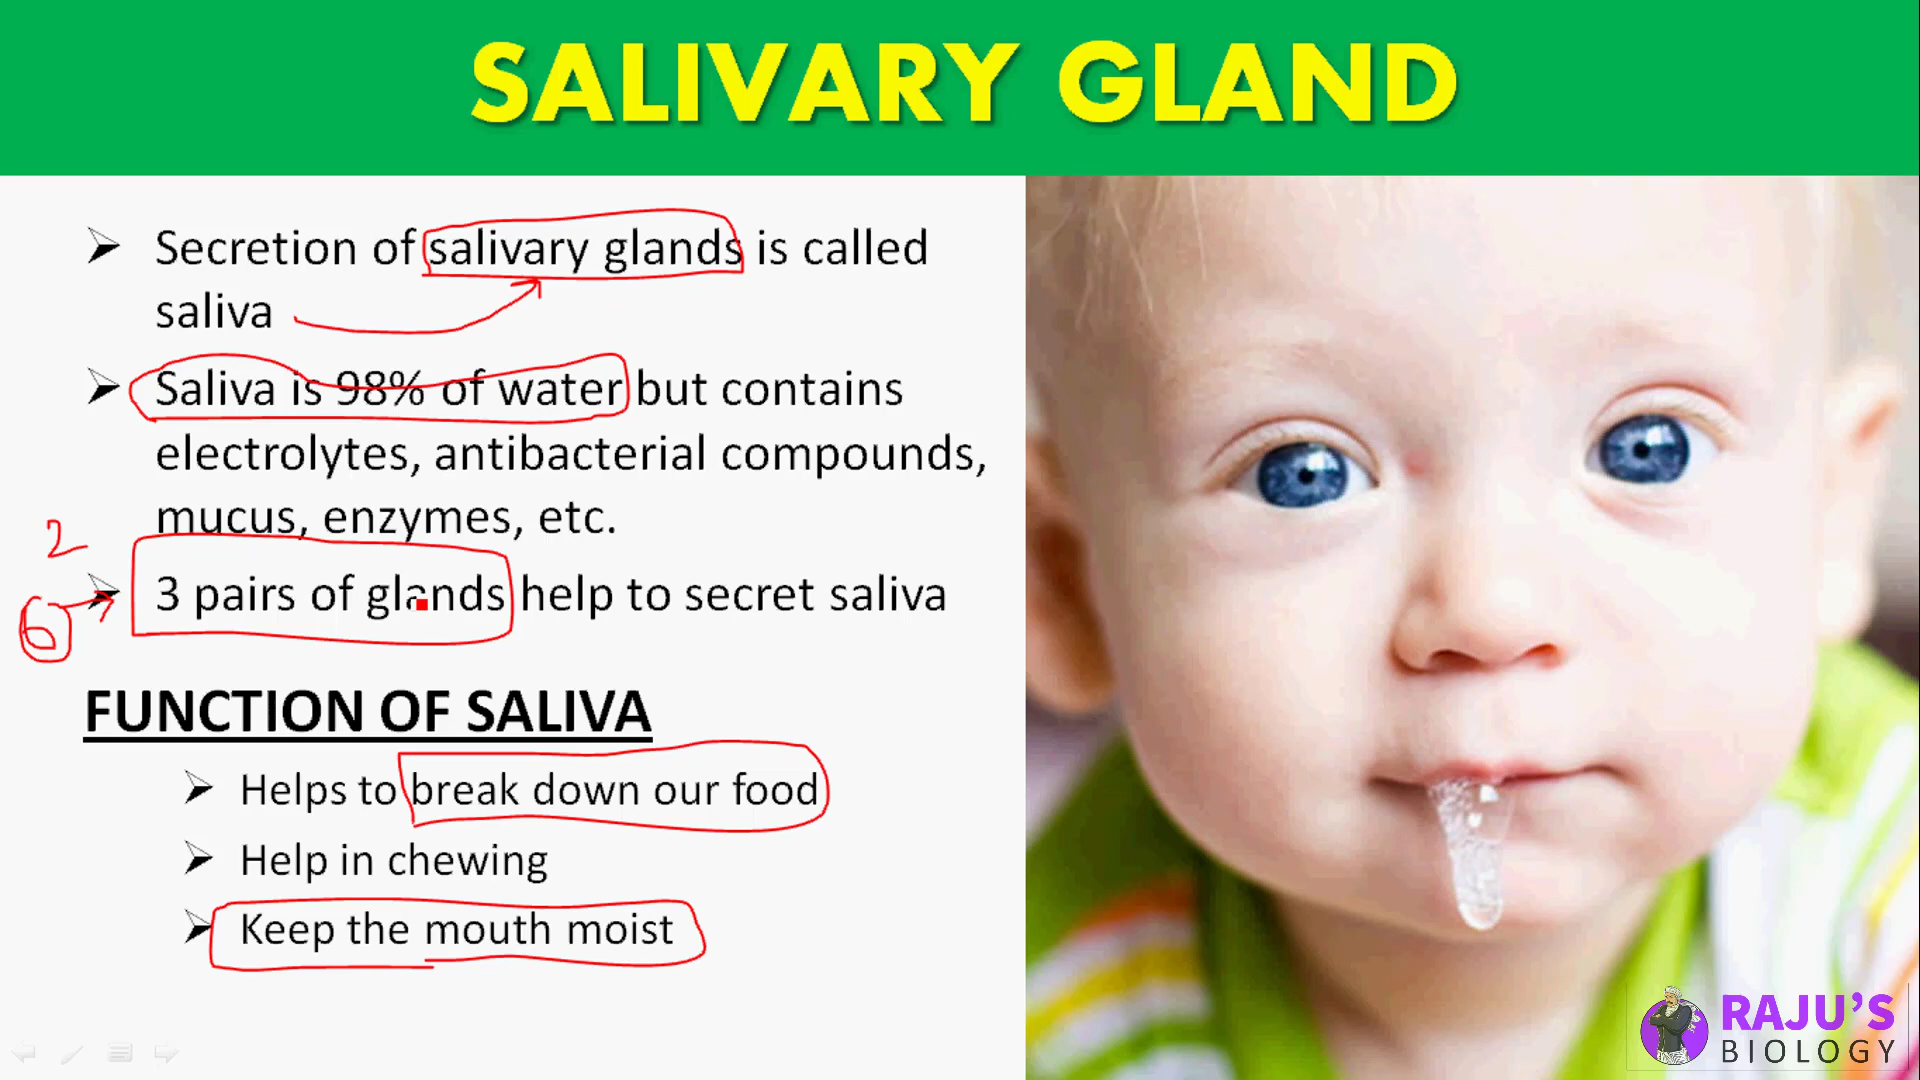 SALIVARY GLAND
Secretion of salivary glands is called
saliva
Saliva is 98% of water but contains
electrolytes, antibacterial compounds,
mucus, enzymes, etc.
2
3 pairs of glands help to secret saliva
6
FUNCTION OF SALIVA
Helps to break down our food
Help in chewing
Keep the mouth moist
RAJU'S
BIOLOGY